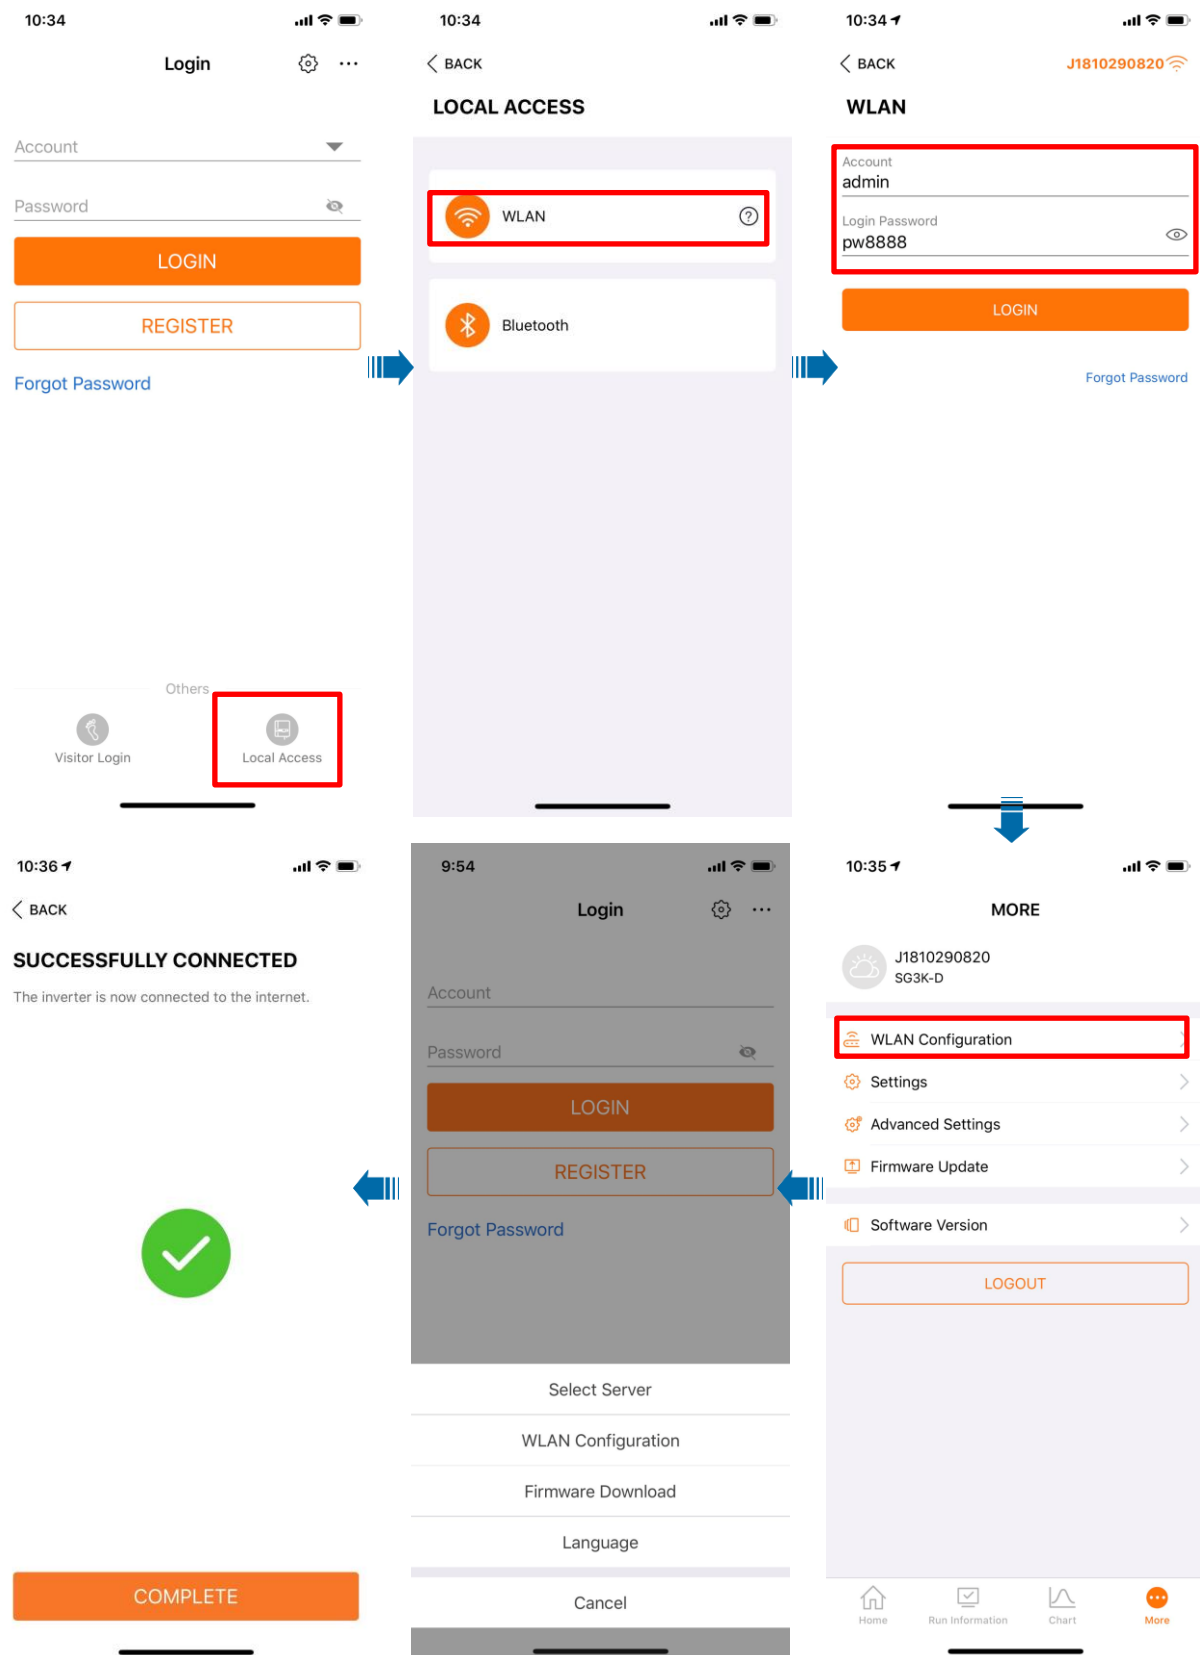 10:34
Login
Account
Password
LOGIN
REGISTER
Forgot Password
Others
Visitor Login
Local Access
10:34
BACK
LOCAL ACCESS
WLAN
?
Bluetooth
10:34
BACK
J1810290820
WLAN
Account
admin
Login Password
pw8888
LOGIN
Forgot Password
10:35
MORE
J1810290820
SG3K-D
WLAN Configuration
Settings
Advanced Settings
Firmware Update
Software Version
LOGOUT
Home
Run Information
Chart
More
9:54
Login
Account
Password
LOGIN
REGISTER
Forgot Password
Select Server
WLAN Configuration
Firmware Download
Language
Cancel
10:36
BACK
SUCCESSFULLY CONNECTED
The inverter is now connected to the internet.
COMPLETE